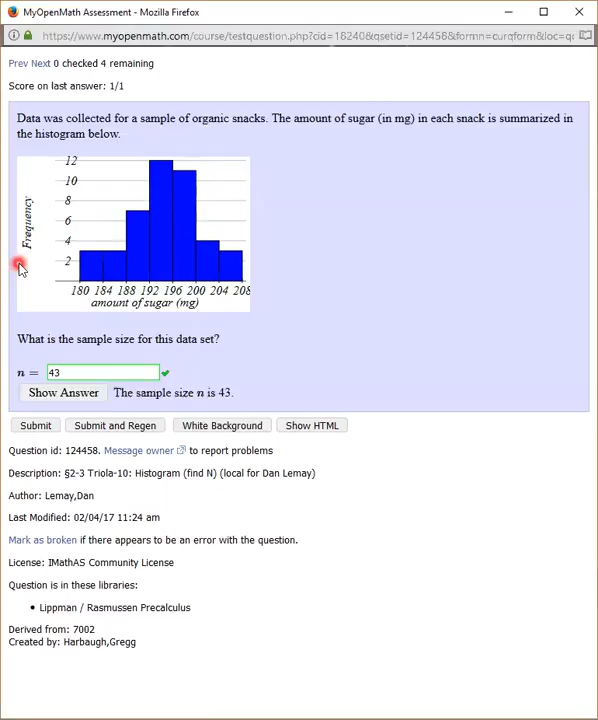 MyOpenMath Assessment - Mozilla Firefox
https://www.myopenmath.com/course/testquestion.php?cid=18240&qsetid=124458&formn=curqform&loc=qc
Prev Next 0 checked 4 remaining
Score on last answer: 1/1
Data was collected for a sample of organic snacks. The amount of sugar (in mg) in each snack is summarized in
the histogram below.
12
10
8
6
4
2
Frequency
180 184 188 192 196 200 204 208
amount of sugar (mg)
What is the sample size for this data set?
n = 43
Show Answer The sample size n is 43.
Submit Submit and Regen White Background Show HTML
Question id: 124458. Message owner to report problems
Description: §2-3 Triola-10: Histogram (find N) (local for Dan Lemay)
Author: Lemay,Dan
Last Modified: 02/04/17 11:24 am
Mark as broken if there appears to be an error with the question.
License: IMathAS Community License
Question is in these libraries:
• Lippman / Rasmussen Precalculus
Derived from: 7002
Created by: Harbaugh,Gregg